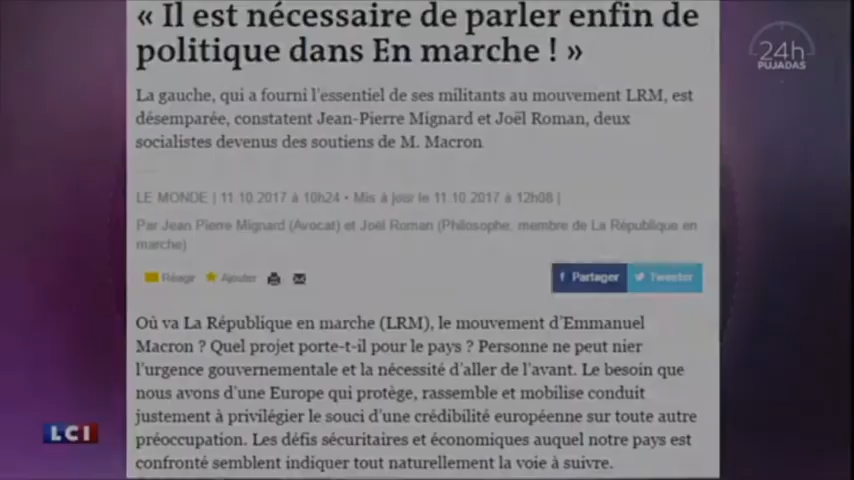 « Il est nécessaire de parler enfin de
politique dans En marche ! »
24h
PUJADAS
La gauche, qui a fourni l'essentiel de ses militants au mouvement LRM, est
désemparée, constatent Jean-Pierre Mignard et Joël Roman, deux
socialistes devenus des soutiens de M. Macron
LE MONDE | 11.10.2017 à 10h24 • Mis à jour le 11.10.2017 à 12h08 |
Par Jean Pierre Mignard (Avocat) et Joël Roman (Philosophe, membre de La République en
marche)
Réagir Ajouter
f Partager Tweeter
Où va La République en marche (LRM), le mouvement d'Emmanuel
Macron ? Quel projet porte-t-il pour le pays ? Personne ne peut nier
l'urgence gouvernementale et la nécessité d'aller de l'avant. Le besoin que
nous avons d'une Europe qui protège, rassemble et mobilise conduit
justement à privilégier le souci d'une crédibilité européenne sur toute autre
préoccupation. Les défis sécuritaires et économiques auquel notre pays est
confronté semblent indiquer tout naturellement la voie à suivre.
LCI